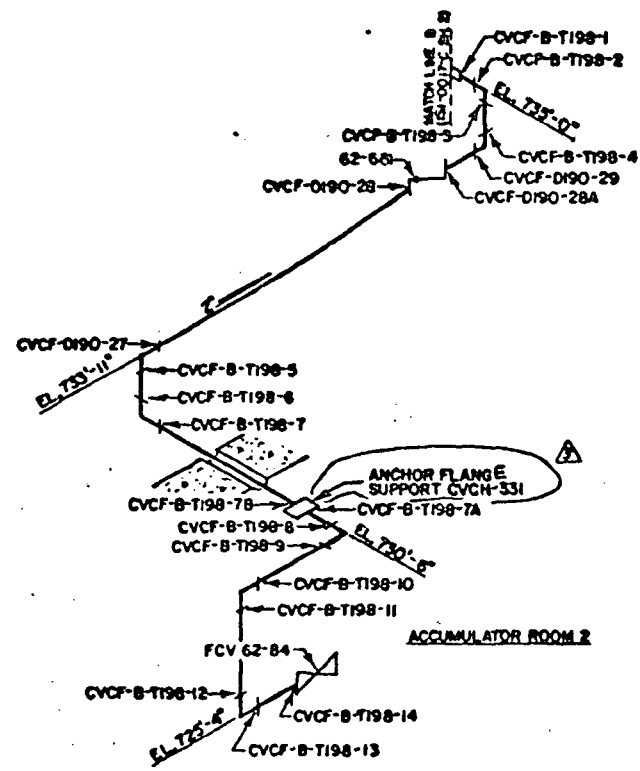 MATCH LINE B
CVCF-B-T198-1
CVCF-B-T198-2
EL. 735'-0"
CVCF-B-T198-3
62-661
CVCF-B-T198-4
CVCF-D190-28
CVCF-D190-29
CVCF-D190-28A
2'
CVCF-D190-27
EL. 733'-11"
CVCF-B-T198-5
CVCF-B-T198-6
CVCF-B-T198-7
3
ANCHOR FLANGE
SUPPORT CVCH-331
CVCF-B-T198-7B
CVCF-B-T198-7A
CVCF-B-T198-8
CVCF-B-T198-9
EL. 730'-6"
CVCF-B-T198-10
CVCF-B-T198-11
ACCUMULATOR ROOM 2
FCV 62-84
CVCF-B-T198-12
CVCF-B-T198-14
EL. 725'-4"
CVCF-B-T198-13